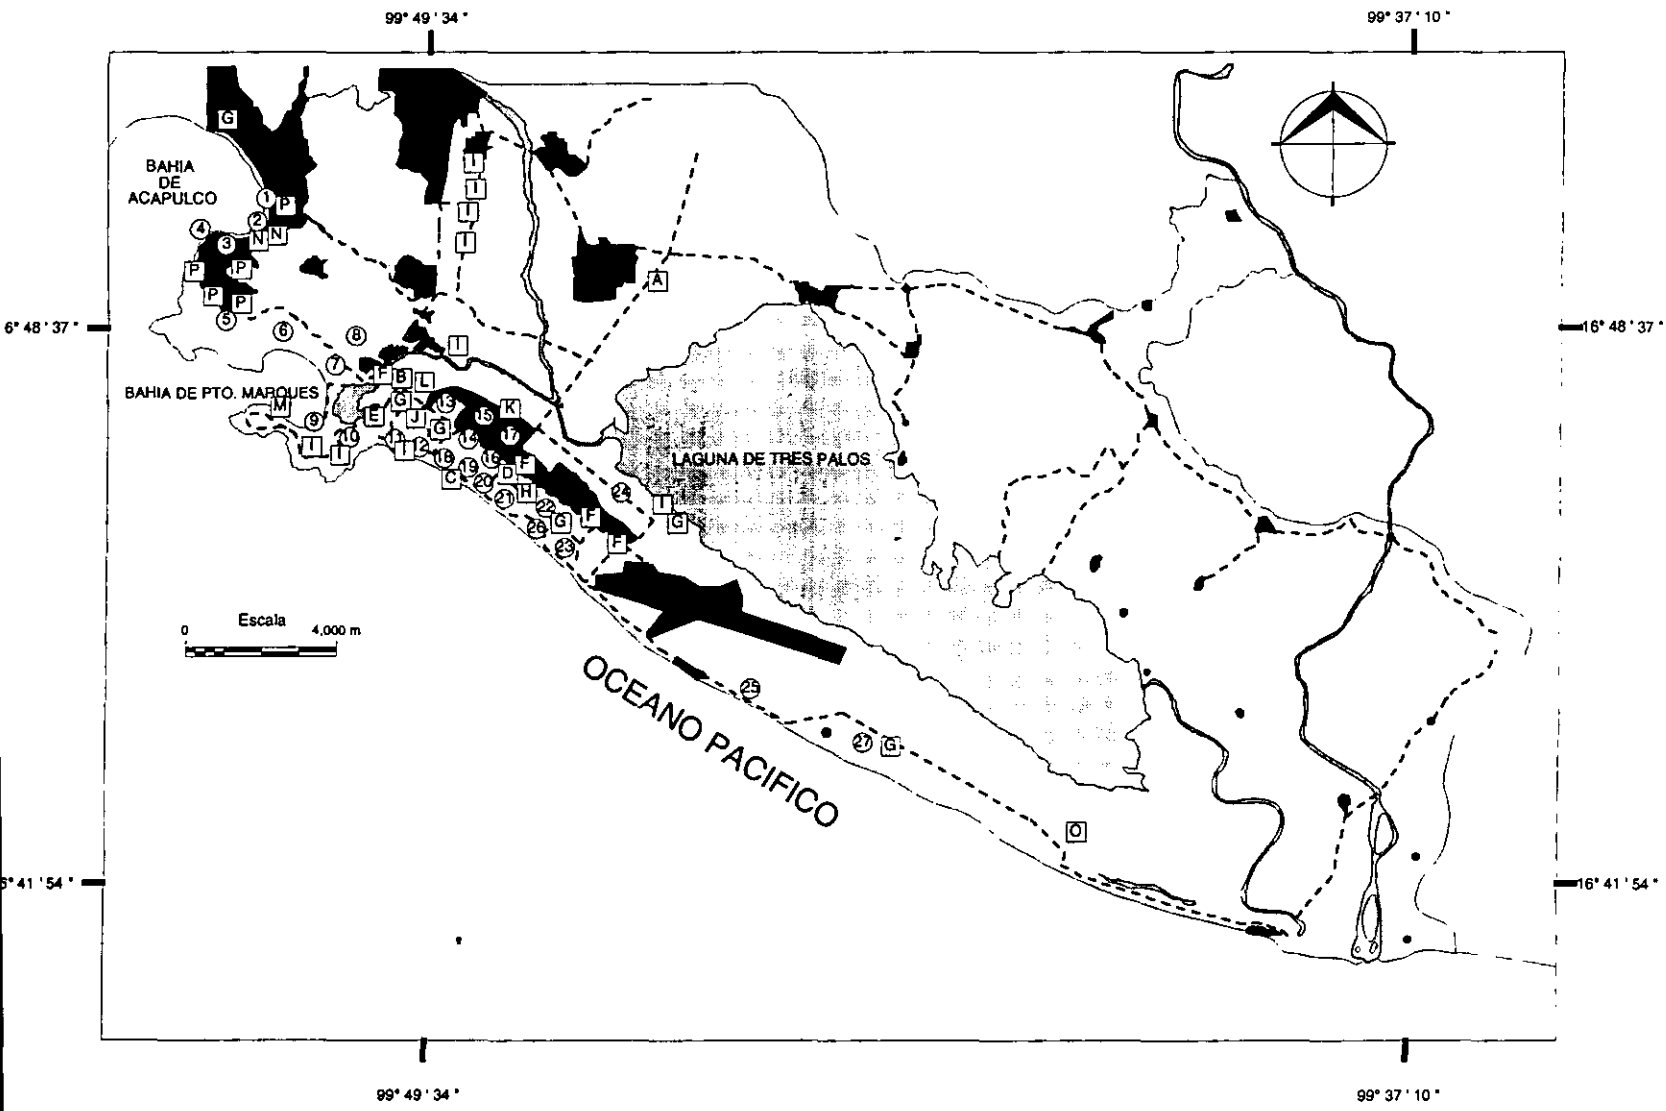 99° 49 ' 34 "
99° 37 ' 10 "
G
BAHIA
DE
ACAPULCO
I
I
I
I
1
P
2
N
N
4
3
P
P
P
P
5
A
6° 48 ' 37 "
16° 48 ' 37 "
6
8
7
I
BAHIA DE PTO. MARQUES
F
B
L
M
G
13
K
E
J
15
9
G
10
14
17
I
I
I
12
18
16
F
LAGUNA DE TRES PALOS
19
D
C
20
H
24
21
22
I
G
F
G
26
23
F
Escala
0
4,000 m
OCEANO PACIFICO
25
27
G
O
6° 41 ' 54 "
16° 41 ' 54 "
99° 49 ' 34 "
99° 37 ' 10 "